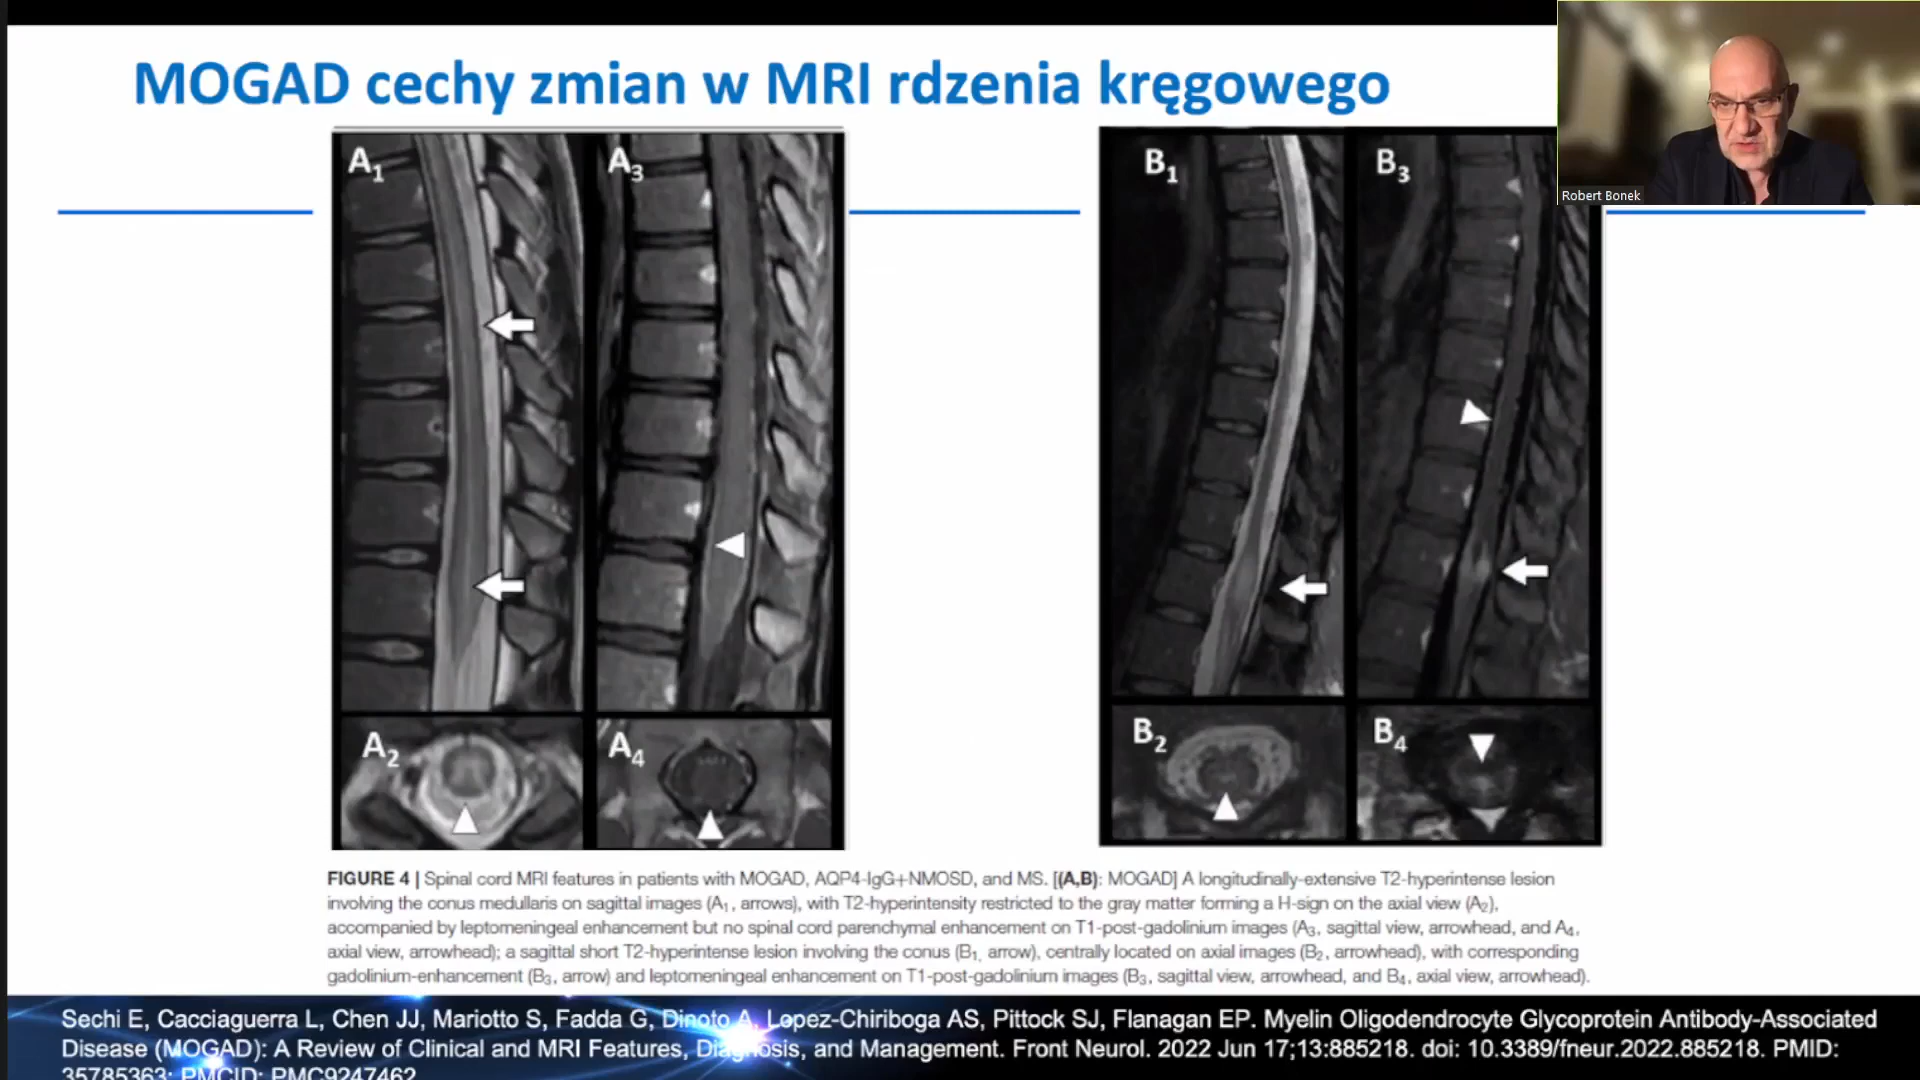 MOGAD cechy zmian w MRI rdzenia kręgowego
Robert Bonek
A1
A3
B1
B3
A2
A4
B2
B4
FIGURE 4 | Spinal cord MRI features in patients with MOGAD, AQP4-IgG+NMOSD, and MS. [(A,B): MOGAD] A longitudinally-extensive T2-hyperintense lesion
involving the conus medullaris on sagittal images (A1, arrows), with T2-hyperintensity restricted to the gray matter forming a H-sign on the axial view (A2),
accompanied by leptomeningeal enhancement but no spinal cord parenchymal enhancement on T1-post-gadolinium images (A3, sagittal view, arrowhead, and A4,
axial view, arrowhead); a sagittal short T2-hyperintense lesion involving the conus (B1, arrow), centrally located on axial images (B2, arrowhead), with corresponding
gadolinium-enhancement (B3, arrow) and leptomeningeal enhancement on T1-post-gadolinium images (B3, sagittal view, arrowhead, and B4, axial view, arrowhead).
Sechi E, Cacciaguerra L, Chen JJ, Mariotto S, Fadda G, Dinoto A, Lopez-Chiriboga AS, Pittock SJ, Flanagan EP. Myelin Oligodendrocyte Glycoprotein Antibody-Associated
Disease (MOGAD): A Review of Clinical and MRI Features, Diagnosis, and Management. Front Neurol. 2022 Jun 17;13:885218. doi: 10.3389/fneur.2022.885218. PMID:
35785363; PMCID: PMC9247462.